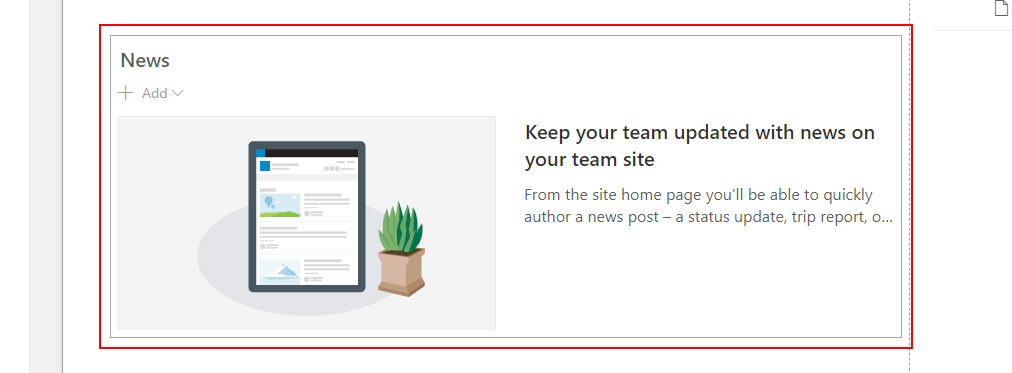 News
Add
Keep your team updated with news on
your team site
From the site home page you'll be able to quickly
author a news post – a status update, trip report, o...